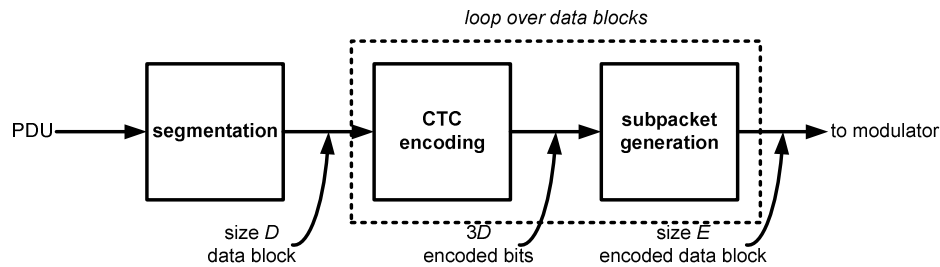 loop over data blocks
PDU
segmentation
CTC
encoding
subpacket
generation
to modulator
size D
data block
3D
encoded bits
size E
encoded data block